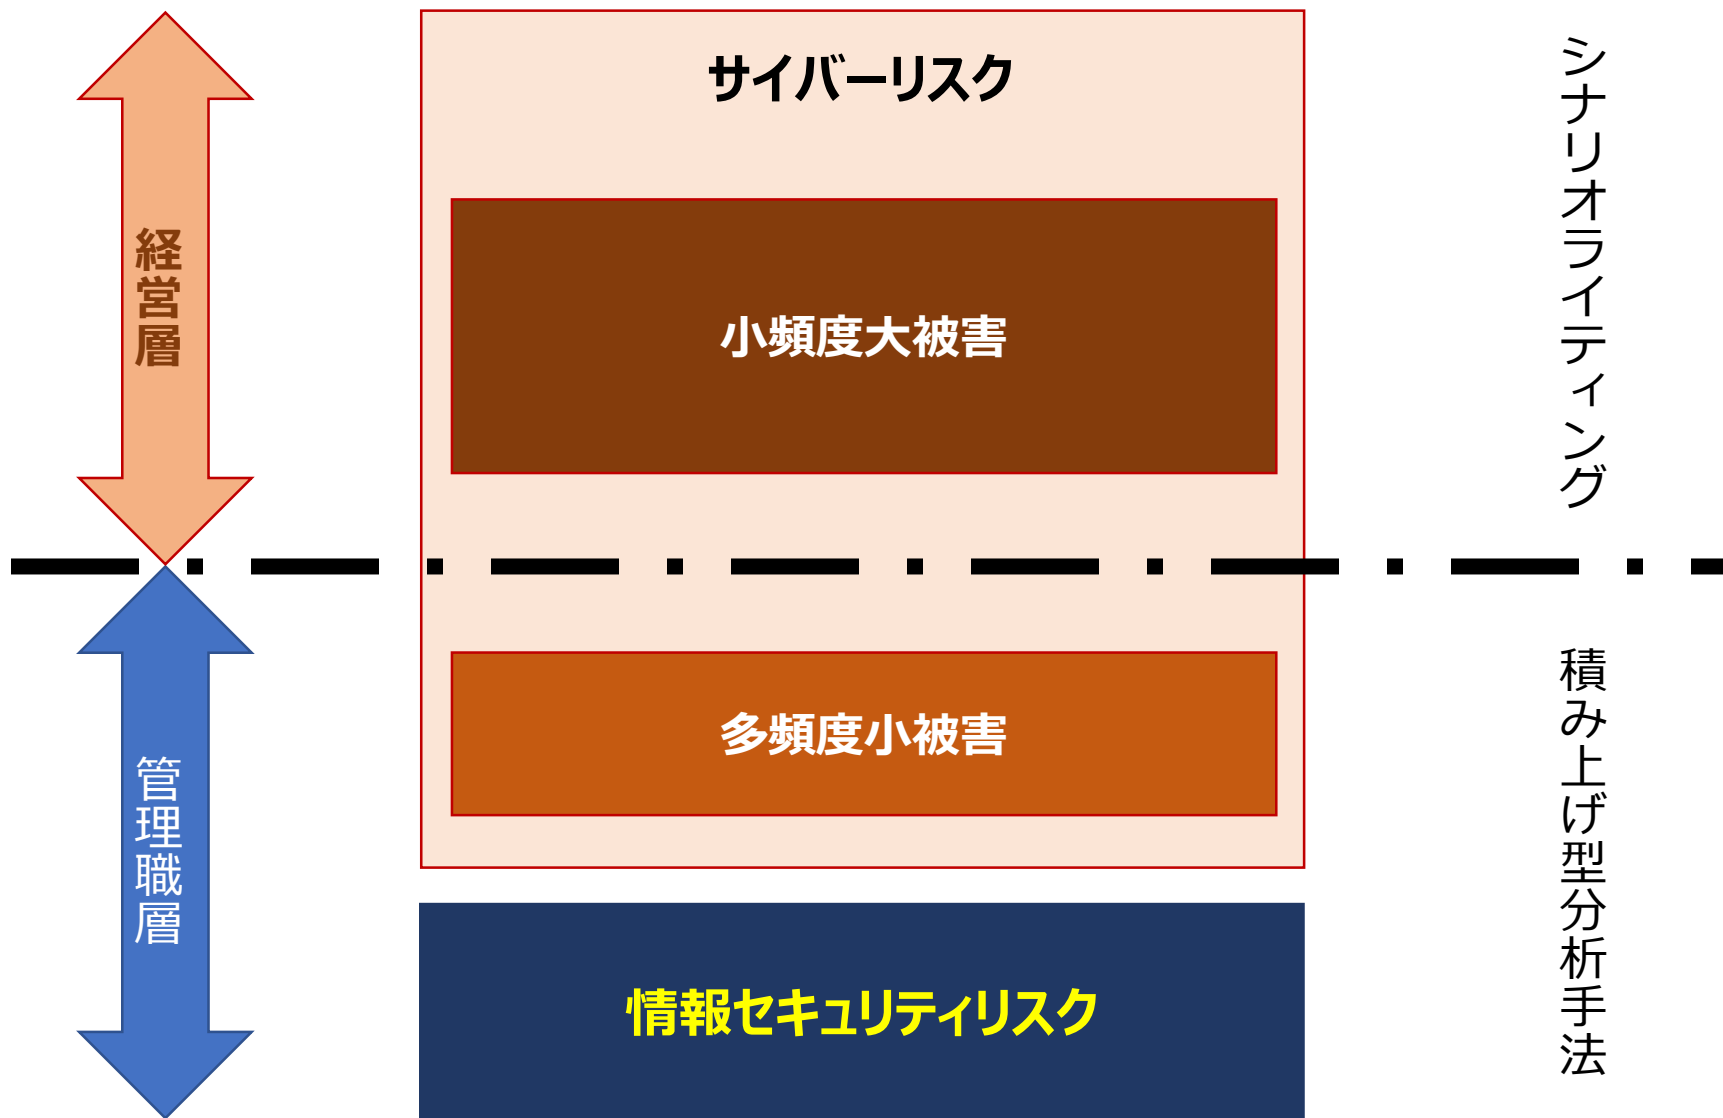 サイバーリスク
経営層
小頻度大被害
シナリオライティング
管理職層
多頻度小被害
情報セキュリティリスク
積み上げ型分析手法